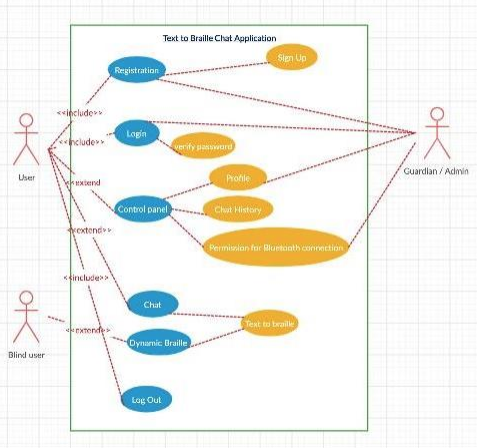 Text to Braille Chat Application
Sign Up
Registration
<<include>>
Login
<<include>>
verify password
User
Guardian / Admin
Profile
<<extend
Control panel
Chat History
<<extend>>
Permission for Bluetooth connection
<<include>>
Chat
Text to braille
<<extend>>
Dynamic Braille
Blind user
Log Out